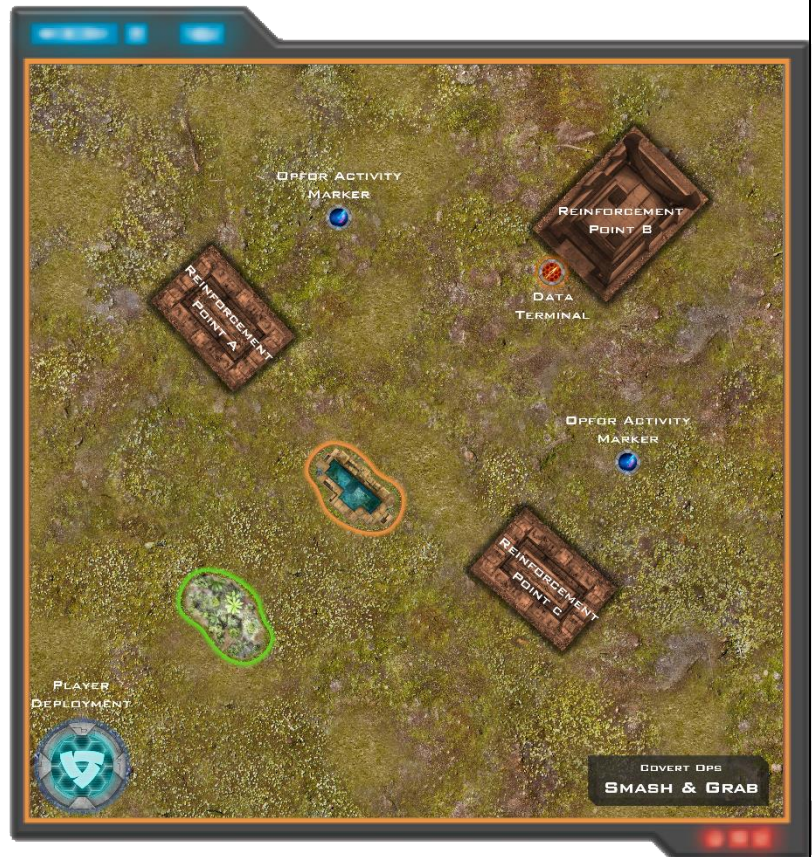 Opfor Activity
Marker
Reinforcement
Point B
Reinforcement
Point A
Data
Terminal
Opfor Activity
Marker
Reinforcement
Point C
Player
Deployment
Covert Ops
Smash & Grab